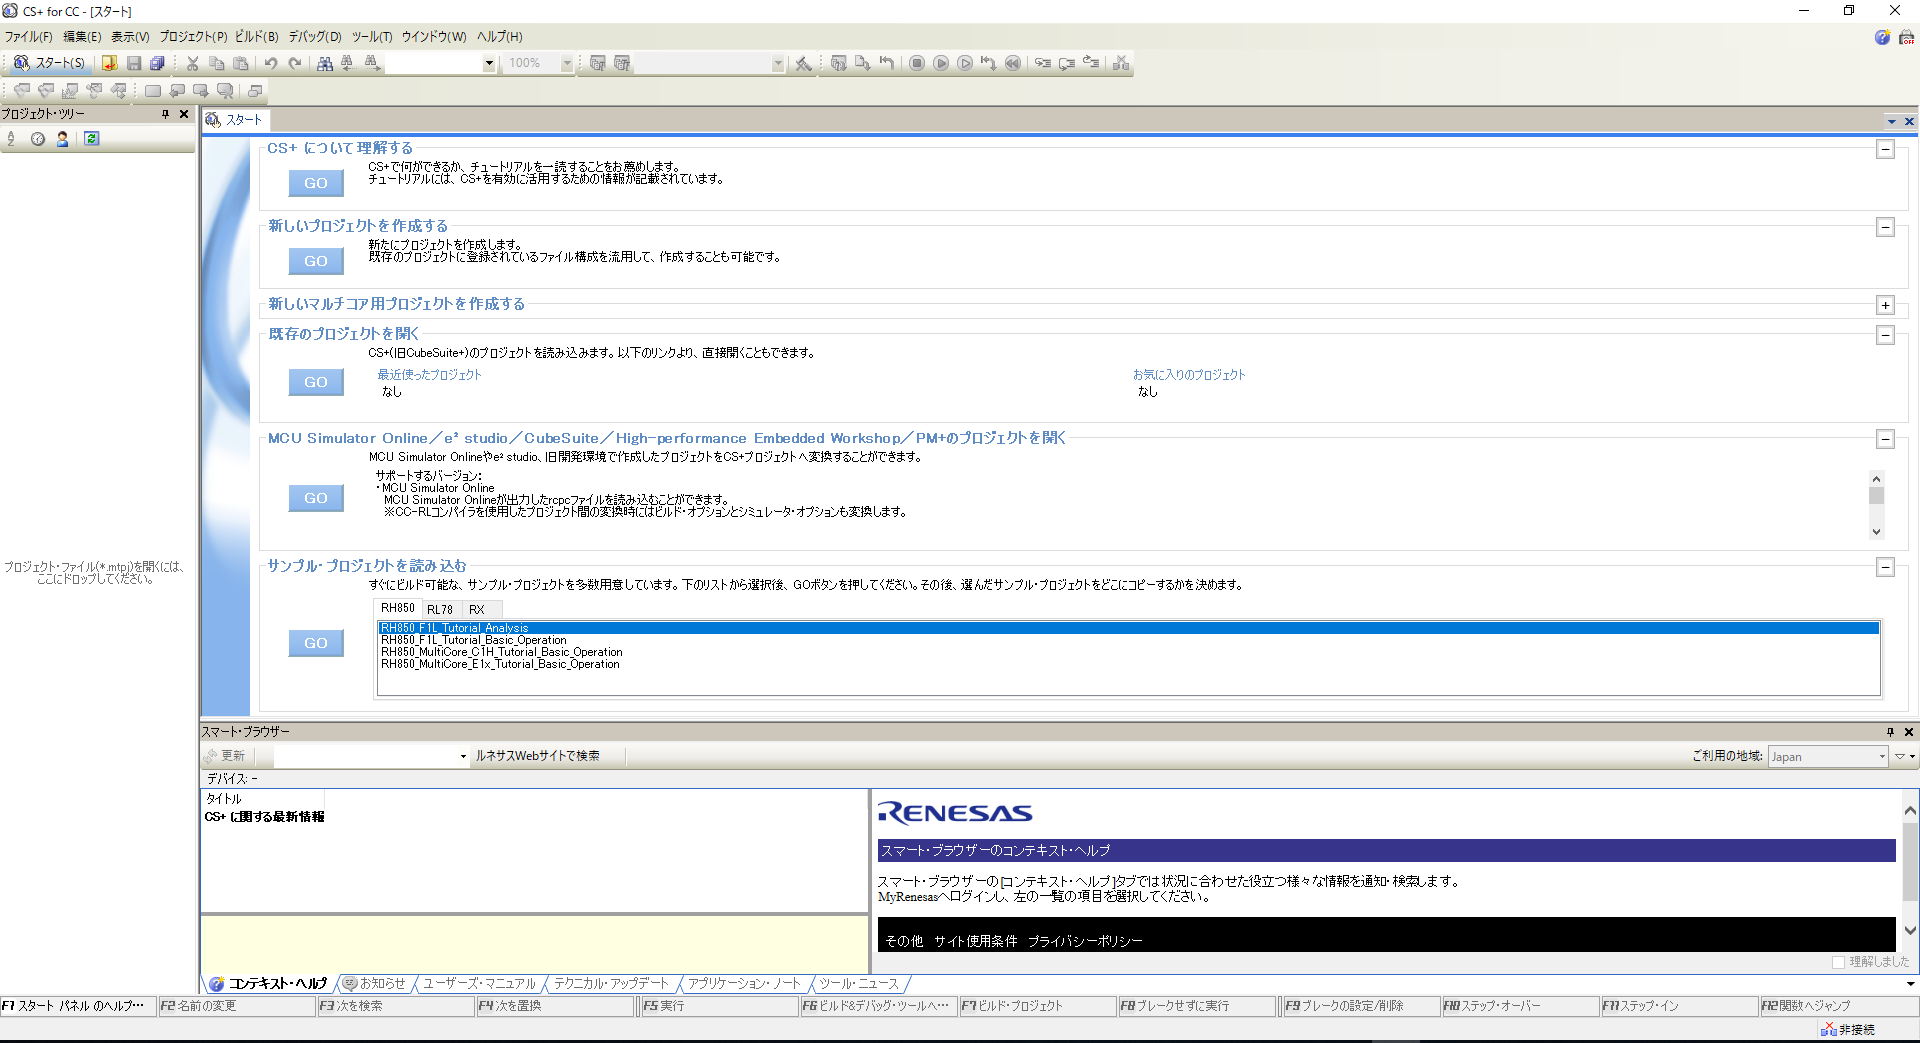 CS+ for CC - [スタート]
ファイル(F) 編集(E) 表示(V) プロジェクト(P) ビルド(B) デバッグ(D) ツール(T) ウインドウ(W) ヘルプ(H)
スタート(S)
100%
プロジェクト・ツリー
スタート
プロジェクト・ファイル(*.mtpj)を開くには、
ここにドロップしてください。
CS+ について理解する
GO
CS+で何ができるか、チュートリアルを一読することをお薦めします。
チュートリアルには、CS+を有効に活用するための情報が記載されています。
新しいプロジェクトを作成する
GO
新たにプロジェクトを作成します。
既存のプロジェクトに登録されているファイル構成を流用して、作成することも可能です。
新しいマルチコア用プロジェクトを作成する
既存のプロジェクトを開く
CS+(旧CubeSuite+)のプロジェクトを読み込みます。以下のリンクより、直接開くこともできます。
GO
最近使ったプロジェクト お気に入りのプロジェクト
なし なし
MCU Simulator Online／e² studio／CubeSuite／High-performance Embedded Workshop／PM+のプロジェクトを開く
MCU Simulator Onlineやe² studio、旧開発環境で作成したプロジェクトをCS+プロジェクトへ変換することができます。
GO
サポートするバージョン:
・MCU Simulator Online
MCU Simulator Onlineが出力したrcpcファイルを読み込むことができます。
※CC-RLコンパイラを使用したプロジェクト間の変換時にはビルド・オプションとシミュレータ・オプションも変換します。
サンプル・プロジェクトを読み込む
すぐにビルド可能な、サンプル・プロジェクトを多数用意しています。下のリストから選択後、GOボタンを押してください。その後、選んだサンプル・プロジェクトをどこにコピーするかを決めます。
RH850 RL78 RX
GO
RH850_F1L_Tutorial_Analysis
RH850_F1L_Tutorial_Basic_Operation
RH850_MultiCore_C1H_Tutorial_Basic_Operation
RH850_MultiCore_E1x_Tutorial_Basic_Operation
スマート・ブラウザー
更新 ルネサスWebサイトで検索 ご利用の地域: Japan
デバイス: -
タイトル
CS+ に関する最新情報
RENESAS
スマート・ブラウザーのコンテキスト・ヘルプ
スマート・ブラウザーの[コンテキスト・ヘルプ]タブでは状況に合わせた役立つ様々な情報を通知・検索します。
MyRenesasへログインし、左の一覧の項目を選択してください。
その他 サイト使用条件 プライバシーポリシー
理解しました
コンテキスト・ヘルプ お知らせ ユーザーズ・マニュアル テクニカル・アップデート アプリケーション・ノート ツール・ニュース
F1 スタート パネル のヘルプ… F2 名前の変更 F3 次を検索 F4 次を置換 F5 実行 F6 ビルド&デバッグ・ツールへ… F7 ビルド・プロジェクト F8 ブレークせずに実行 F9 ブレークの設定/削除 F10 ステップ・オーバー F11 ステップ・イン F12 関数へジャンプ
非接続